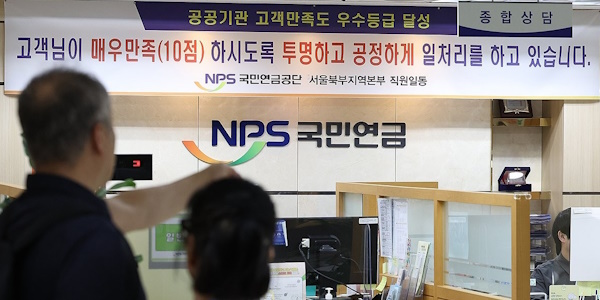 공공기관 고객만족도 우수등급 달성
종합상담
고객님이 매우만족(10점) 하시도록 투명하고 공정하게 일처리를 하고 있습니다.
NPS 국민연금공단 서울북부지역본부 직원일동
NPS 국민연금
3